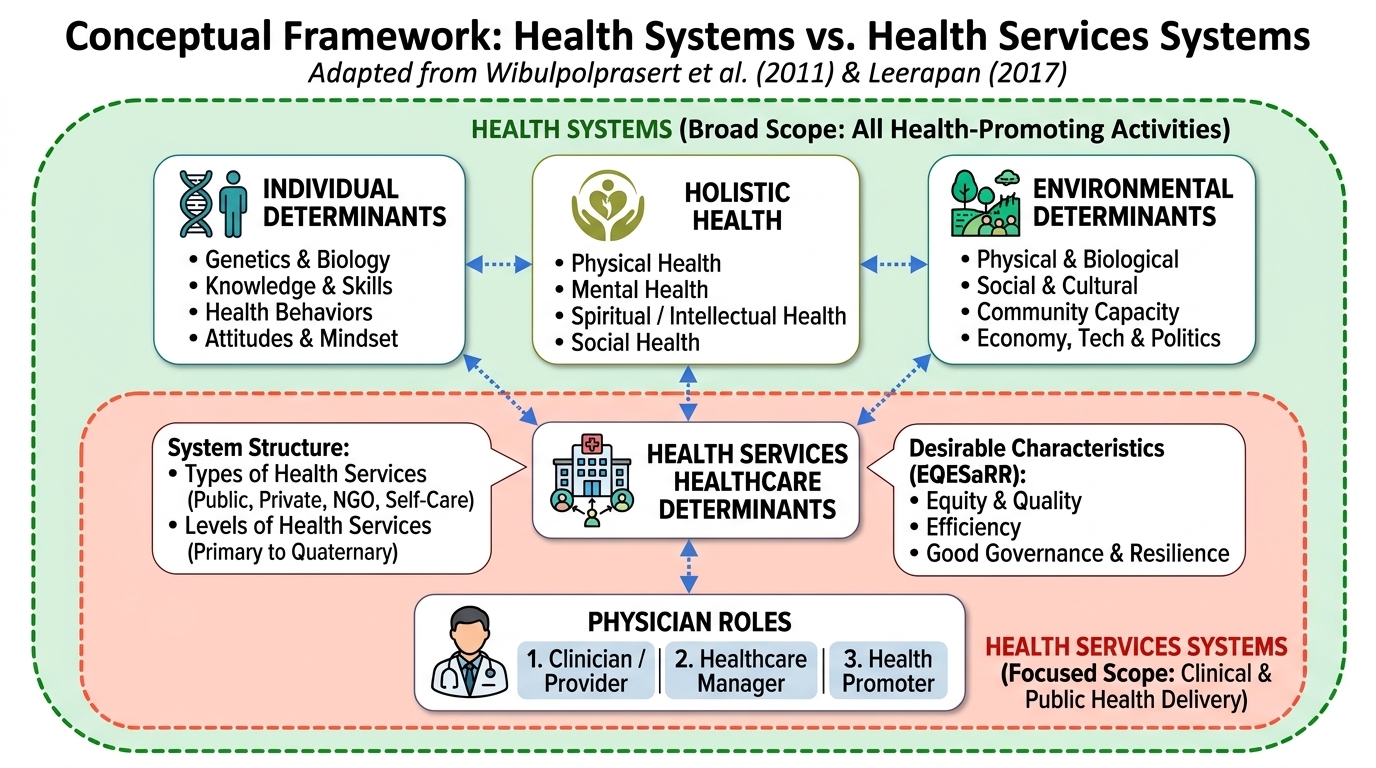 Conceptual Framework: Health Systems vs. Health Services Systems
Adapted from Wibulpolprasert et al. (2011) & Leerapan (2017)
HEALTH SYSTEMS (Broad Scope: All Health-Promoting Activities)
INDIVIDUAL
DETERMINANTS
• Genetics & Biology
• Knowledge & Skills
• Health Behaviors
• Attitudes & Mindset
HOLISTIC
HEALTH
• Physical Health
• Mental Health
• Spiritual / Intellectual Health
• Social Health
ENVIRONMENTAL
DETERMINANTS
• Physical & Biological
• Social & Cultural
• Community Capacity
• Economy, Tech & Politics
System Structure:
• Types of Health Services
(Public, Private, NGO, Self-Care)
• Levels of Health Services
(Primary to Quaternary)
HEALTH SERVICES
HEALTHCARE
DETERMINANTS
Desirable Characteristics
(EQESaRR):
• Equity & Quality
• Efficiency
• Good Governance & Resilience
PHYSICIAN ROLES
1. Clinician /
Provider
2. Healthcare
Manager
3. Health
Promoter
HEALTH SERVICES SYSTEMS
(Focused Scope: Clinical &
Public Health Delivery)